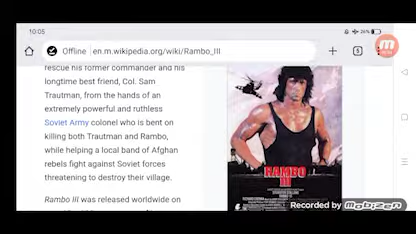 10:05
26%
Offline en.m.wikipedia.org/wiki/Rambo_III
5
rescue his former commander and his
longtime best friend, Col. Sam
Trautman, from the hands of an
extremely powerful and ruthless
Soviet Army colonel who is bent on
killing both Trautman and Rambo,
while helping a local band of Afghan
rebels fight against Soviet forces
threatening to destroy their village.
Rambo III was released worldwide on
RAMBO
III
Recorded by mobizen